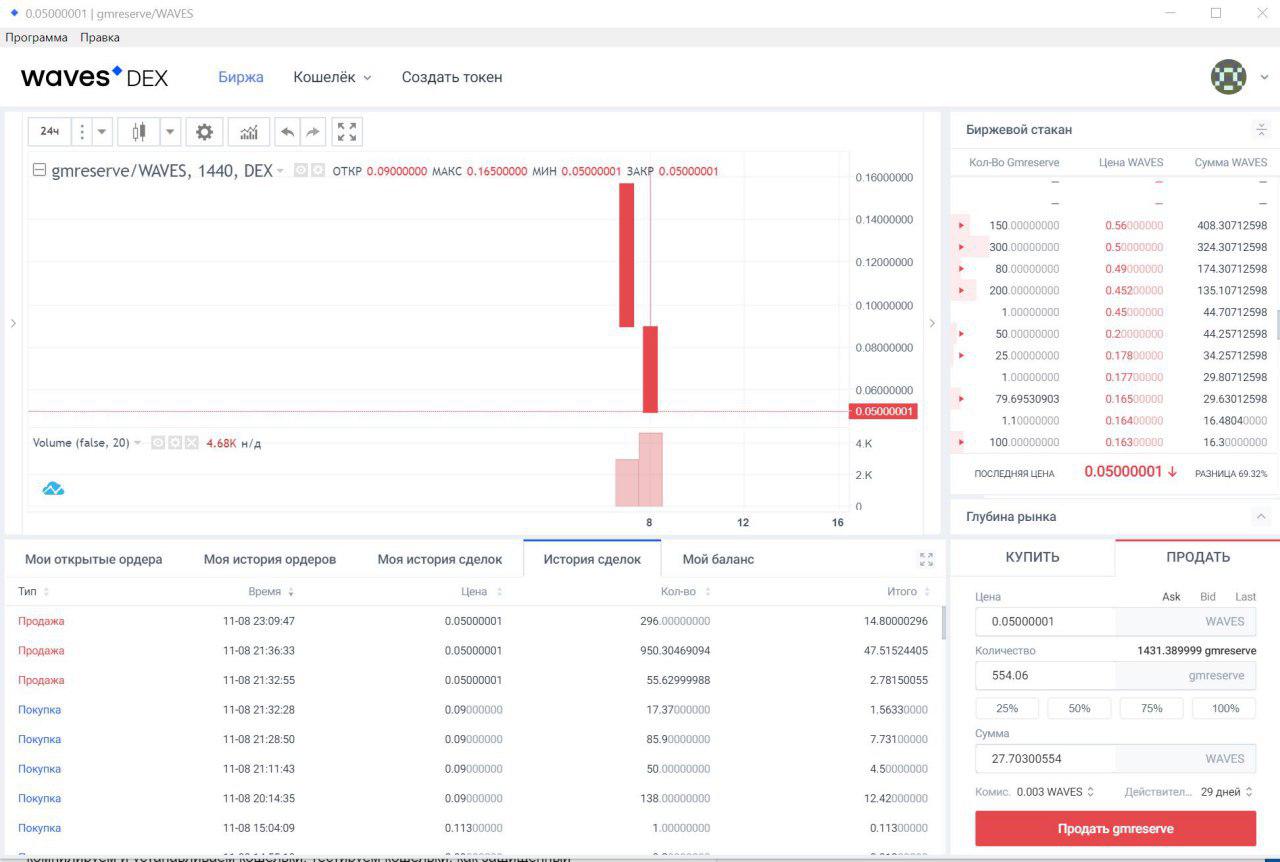 0.05000001 | gmreserve/WAVES
Программа Правка
waves DEX Биржа Кошелёк Создать токен
24ч
gmreserve/WAVES, 1440, DEX ОТКР 0.09000000 МАКС 0.16500000 МИН 0.05000001 ЗАКР 0.05000001
0.16000000
0.14000000
0.12000000
0.10000000
0.08000000
0.06000000
0.05000001
Volume (false, 20) 4.68K н/д
4.K
2.K
0
8 12 16
Биржевой стакан
Кол-Во Gmreserve Цена WAVES Сумма WAVES
– – –
– – –
150.00000000 0.56000000 408.30712598
300.00000000 0.50000000 324.30712598
80.00000000 0.49000000 174.30712598
200.00000000 0.45200000 135.10712598
1.00000000 0.45000000 44.70712598
50.00000000 0.20000000 44.25712598
25.00000000 0.17800000 34.25712598
1.00000000 0.17700000 29.80712598
79.69530903 0.16500000 29.63012598
1.10000000 0.16400000 16.48040000
100.00000000 0.16300000 16.30000000
ПОСЛЕДНЯЯ ЦЕНА 0.05000001 РАЗНИЦА 69.32%
Глубина рынка
Мои открытые ордера Моя история ордеров Моя история сделок История сделок Мой баланс
Тип Время Цена Кол-во Итого
Продажа 11-08 23:09:47 0.05000001 296.00000000 14.80000296
Продажа 11-08 21:36:33 0.05000001 950.30469094 47.51524405
Продажа 11-08 21:32:55 0.05000001 55.62999988 2.78150055
Покупка 11-08 21:32:28 0.09000000 17.37000000 1.56330000
Покупка 11-08 21:28:50 0.09000000 85.90000000 7.73100000
Покупка 11-08 21:11:43 0.09000000 50.00000000 4.50000000
Покупка 11-08 20:14:35 0.09000000 138.00000000 12.42000000
Покупка 11-08 15:04:09 0.11300000 1.00000000 0.11300000
КУПИТЬ ПРОДАТЬ
Цена Ask Bid Last
0.05000001 WAVES
Количество 1431.389999 gmreserve
554.06 gmreserve
25% 50% 75% 100%
Сумма
27.70300554 WAVES
Комис. 0.003 WAVES Действител... 29 дней
Продать gmreserve